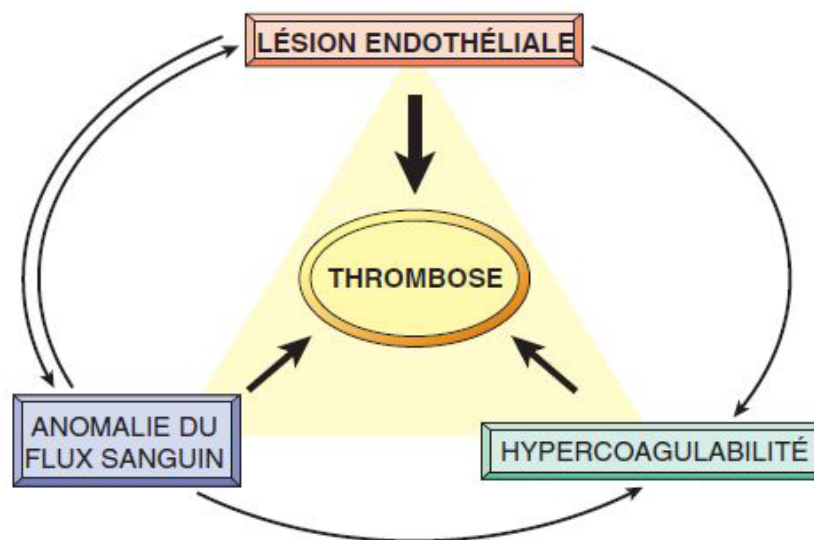 LÉSION ENDOTHÉLIALE
THROMBOSE
ANOMALIE DU
FLUX SANGUIN
HYPERCOAGULABILITÉ